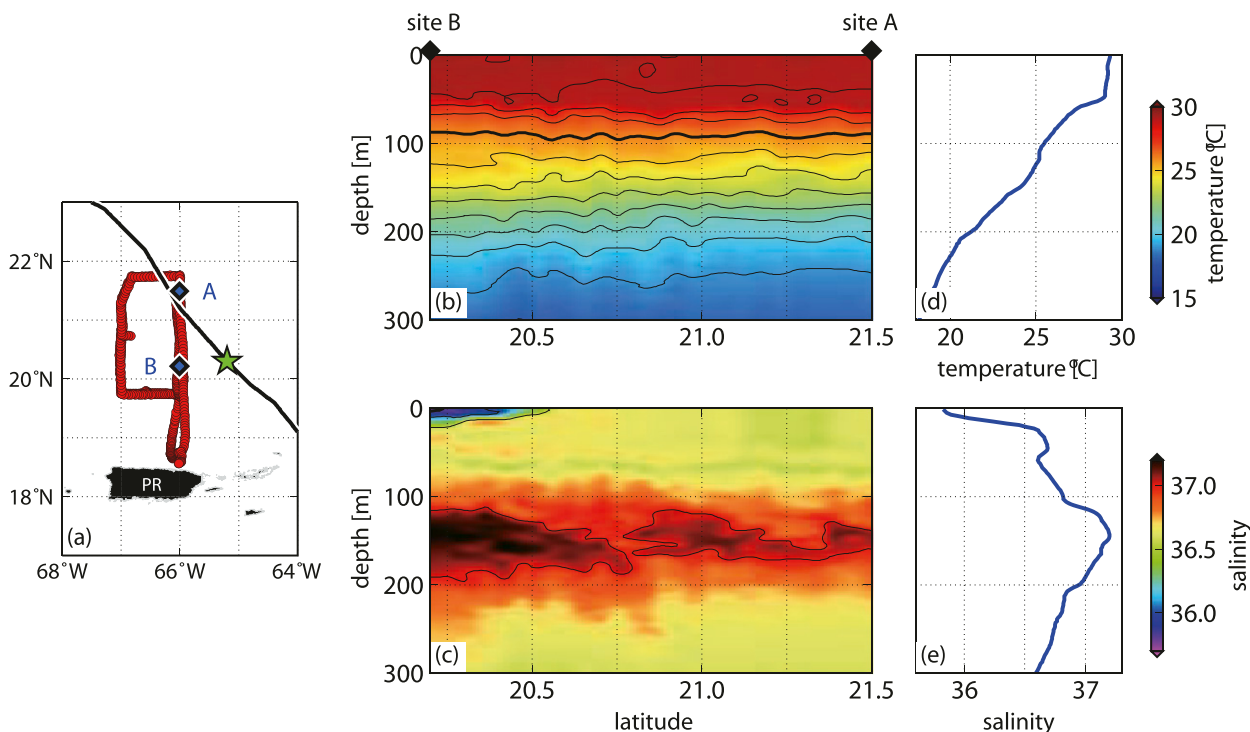 site B
site A
0
100
200
300
depth [m]
(b)
20.5
21.0
21.5
(d)
20
25
30
temperature [ºC]
30
25
20
15
temperature [ºC]
22°N
20°N
18°N
A
B
PR
(a)
68°W
66°W
64°W
0
100
200
300
depth [m]
(c)
20.5
21.0
21.5
latitude
(e)
36
37
salinity
37.0
36.5
36.0
salinity